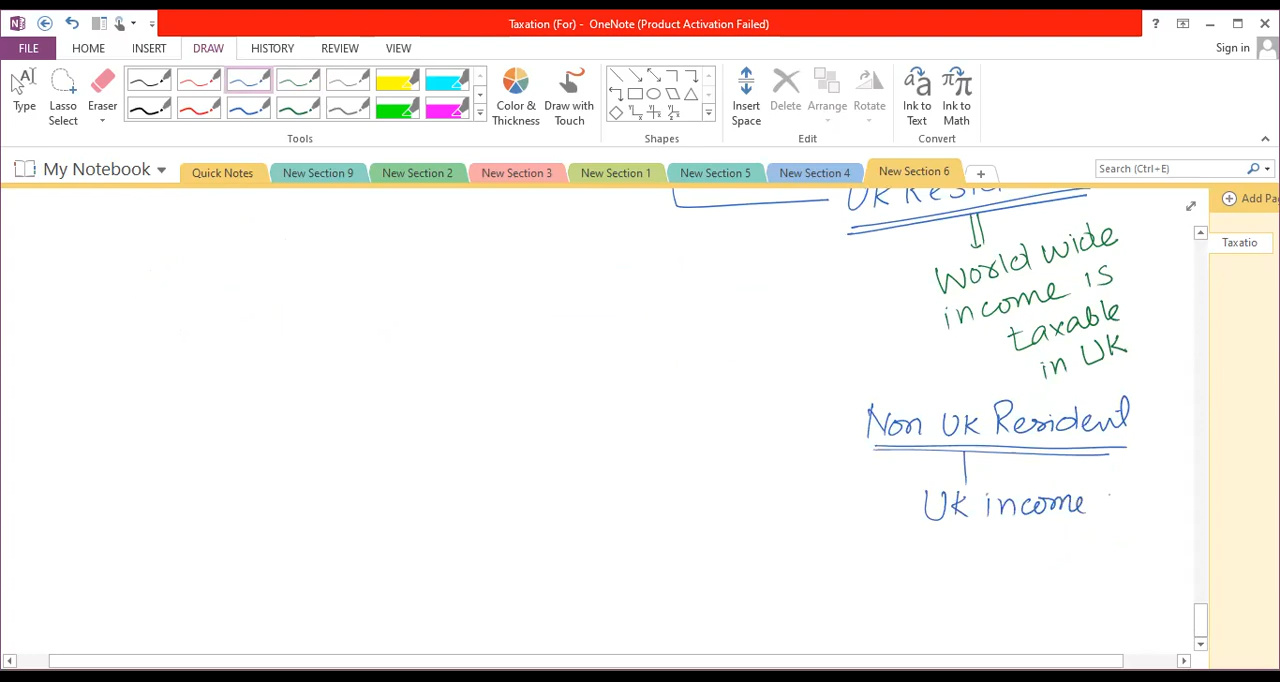 Taxation (For) - OneNote (Product Activation Failed)
?
FILE
HOME
INSERT
DRAW
HISTORY
REVIEW
VIEW
Sign in
Type
Lasso
Select
Eraser
Color &
Thickness
Draw with
Touch
Insert
Space
Delete
Arrange
Rotate
Ink to
Text
Ink to
Math
Tools
Shapes
Edit
Convert
My Notebook
Quick Notes
New Section 9
New Section 2
New Section 3
New Section 1
New Section 5
New Section 4
New Section 6
Search (Ctrl+E)
Add Pa
Taxatio
UK
World wide
income is
taxable
in UK
Non UK Resident
UK income